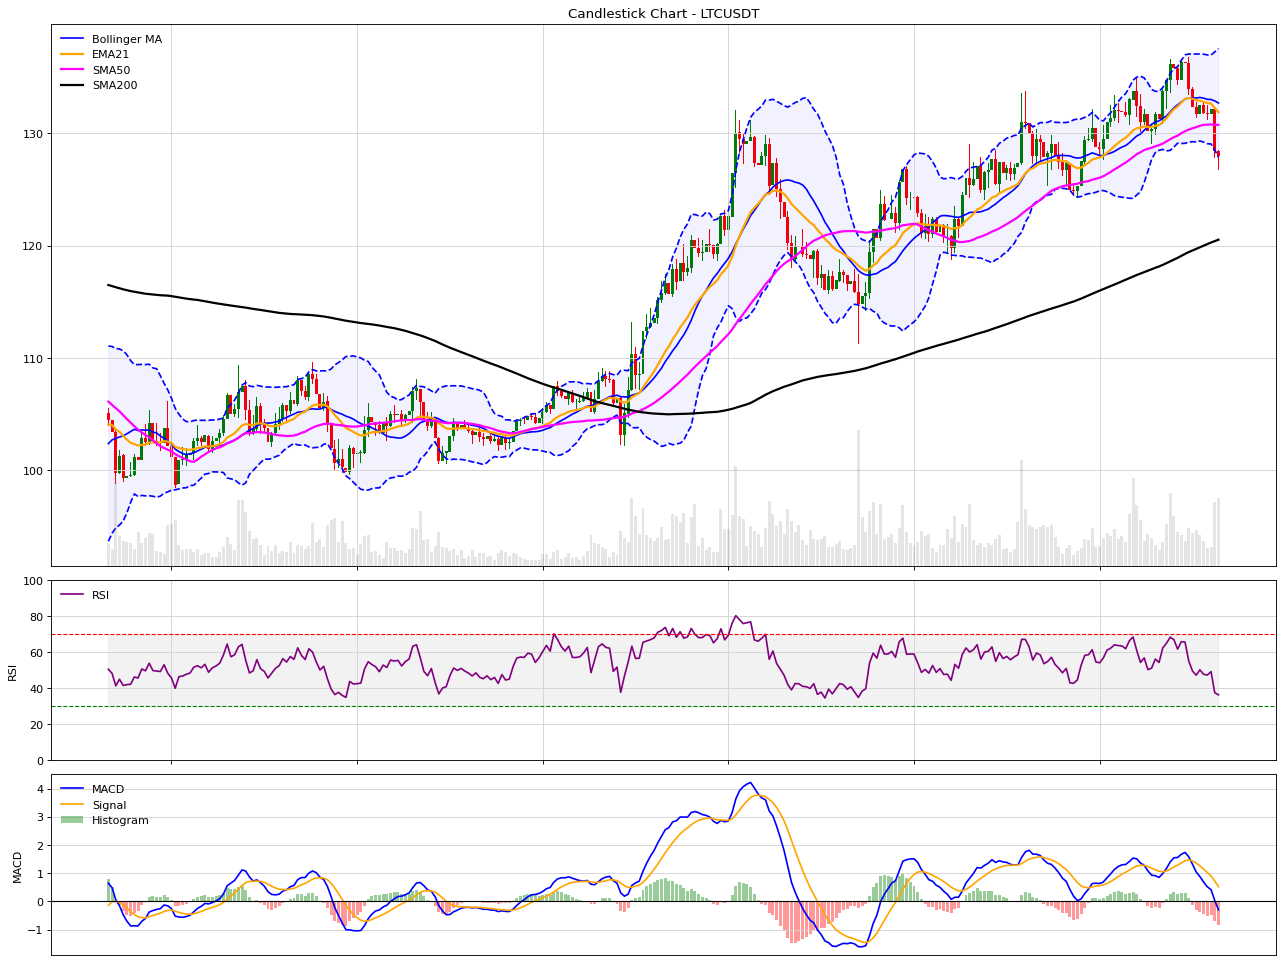 Candlestick Chart - LTCUSDT
Bollinger MA
EMA21
SMA50
SMA200
130
120
110
100
RSI
100
80
60
40
20
0
RSI
MACD
Signal
Histogram
4
3
2
1
0
−1
MACD